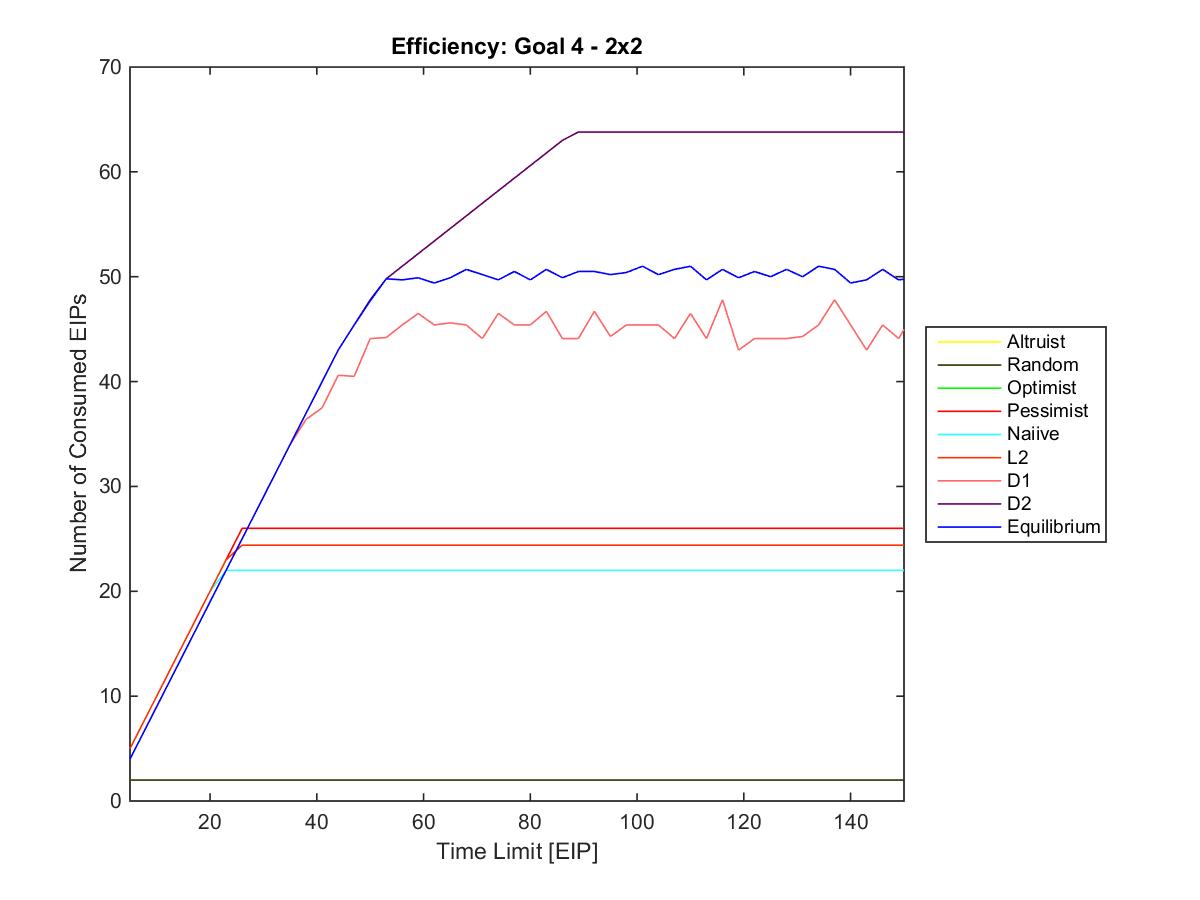 Efficiency: Goal 4 - 2x2
70
60
50
40
30
20
10
0
Number of Consumed EIPs
20 40 60 80 100 120 140
Time Limit [EIP]
Altruist
Random
Optimist
Pessimist
Naiive
L2
D1
D2
Equilibrium